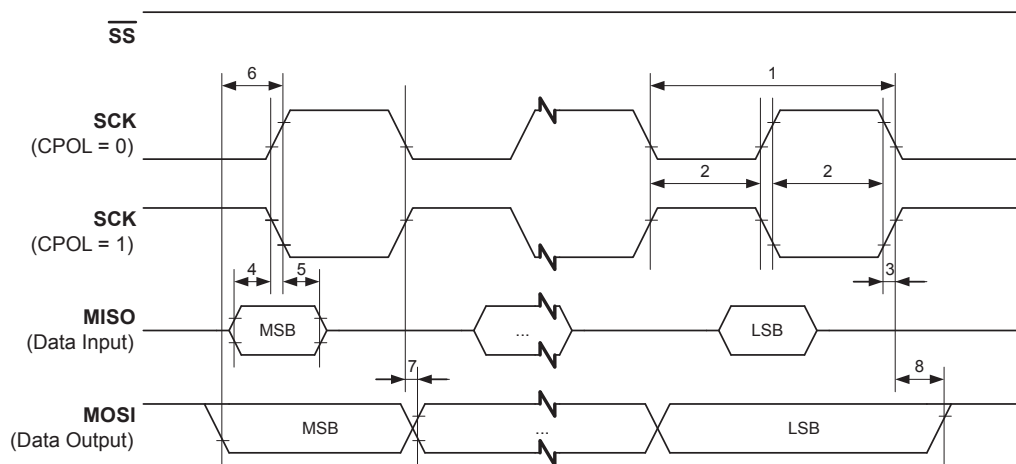 SS
6
1
SCK
(CPOL = 0)
2
2
SCK
(CPOL = 1)
4
5
3
MISO
(Data Input)
MSB
...
LSB
7
8
MOSI
(Data Output)
MSB
...
LSB